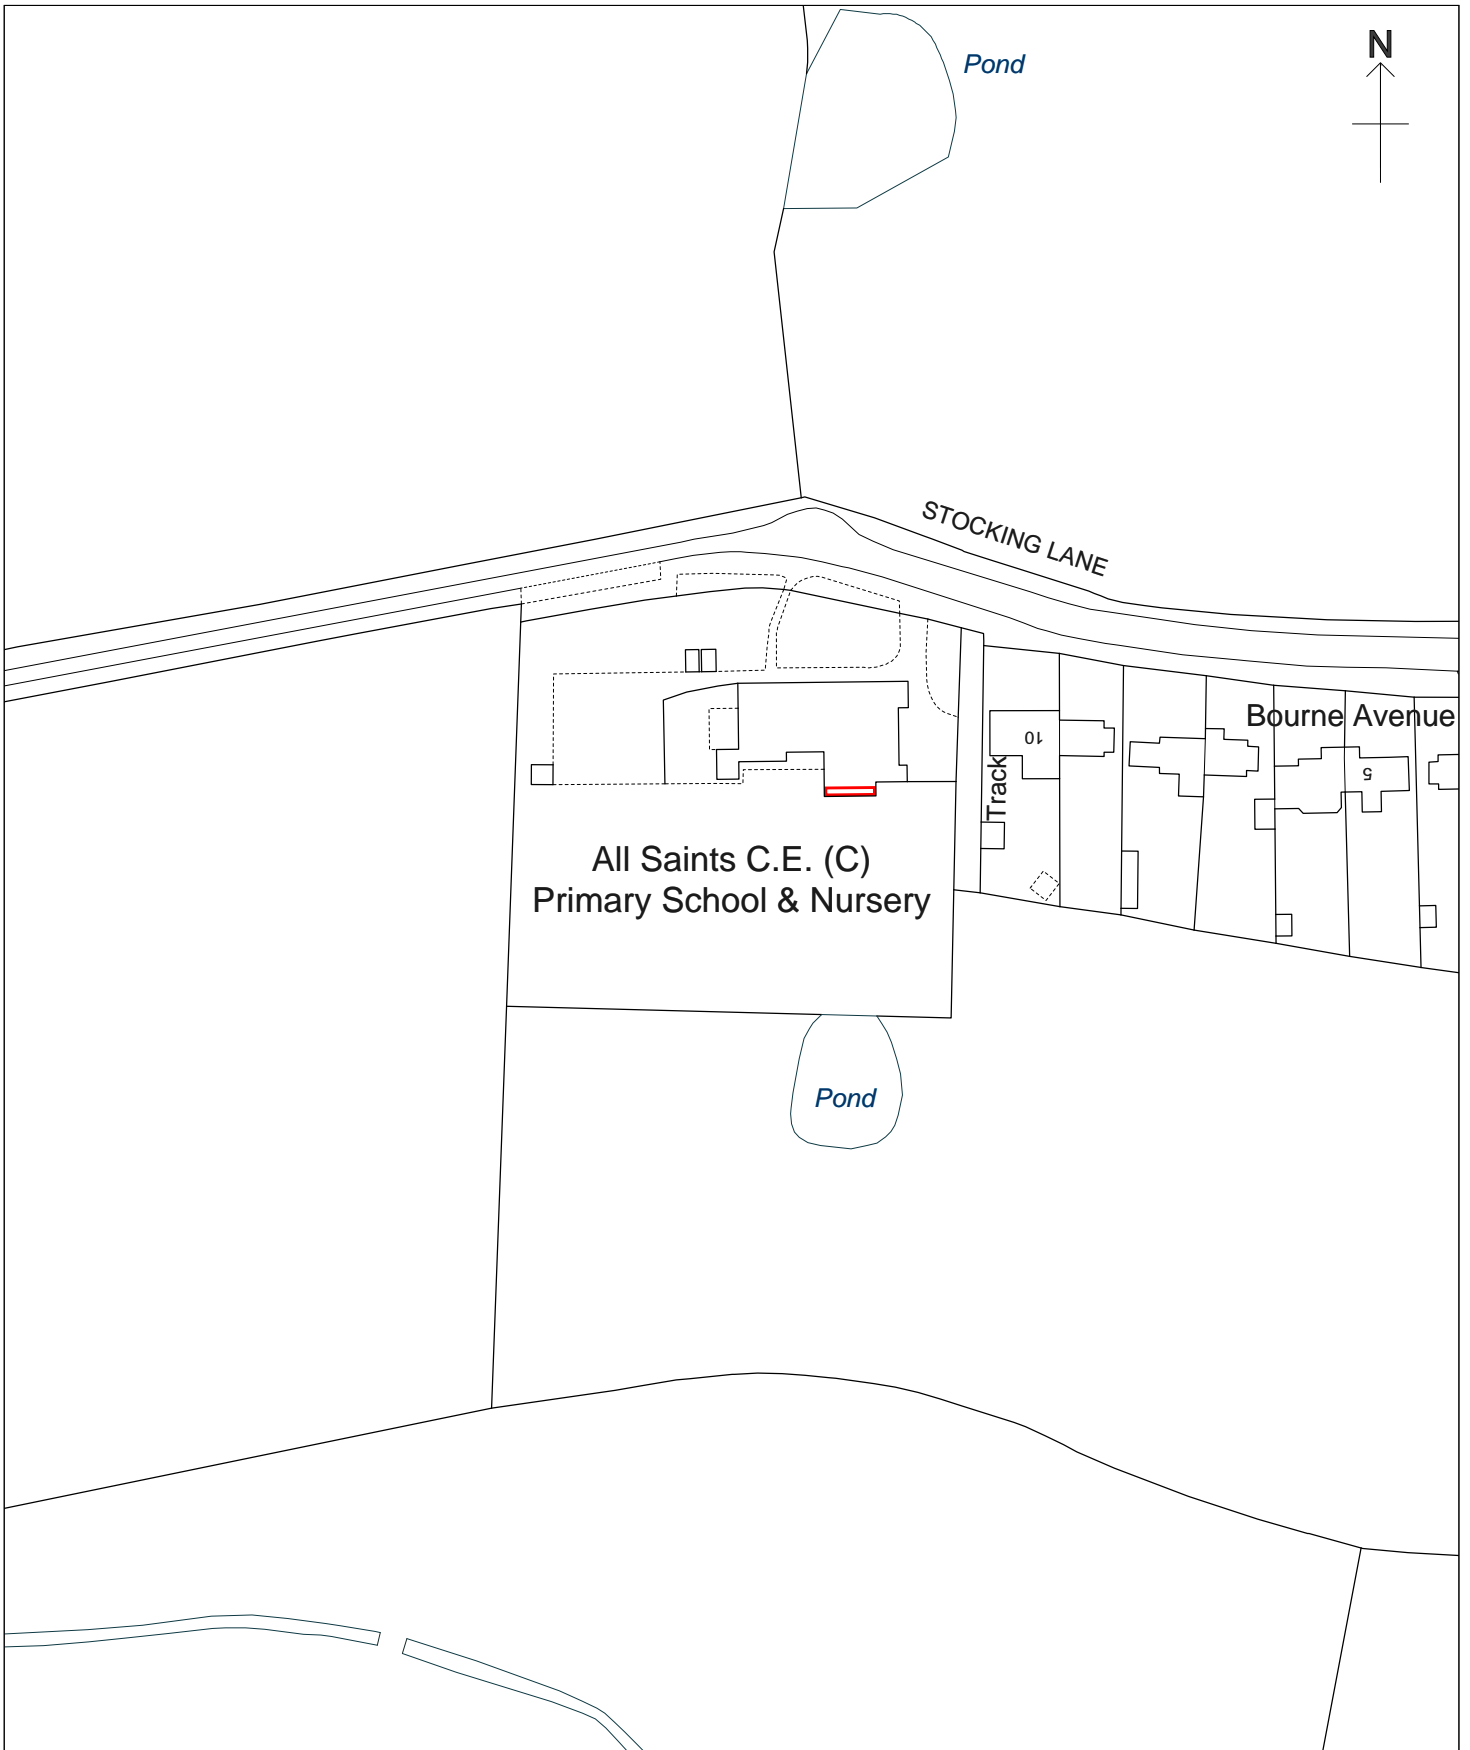 N
Pond
STOCKING LANE
Bourne Avenue
10
5
Track
All Saints C.E. (C)
Primary School & Nursery
Pond